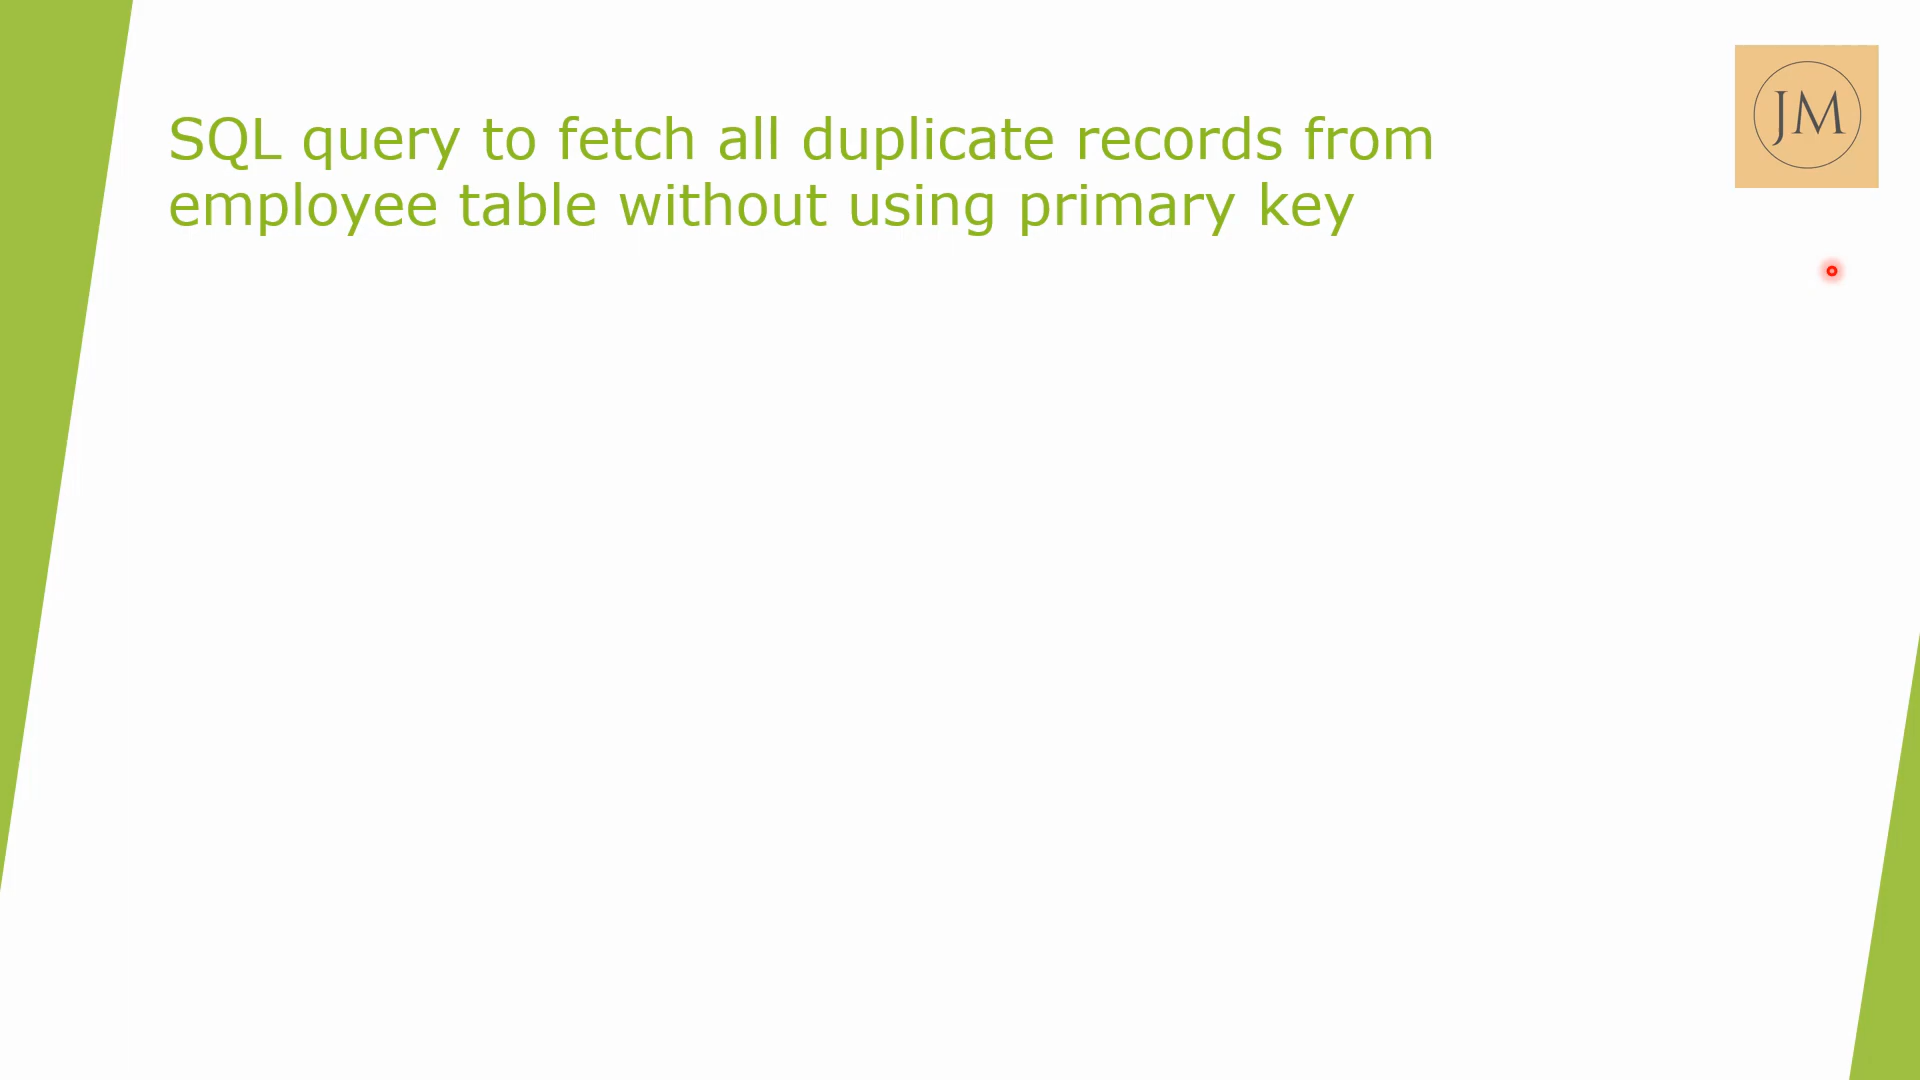 JM
SQL query to fetch all duplicate records from
employee table without using primary key